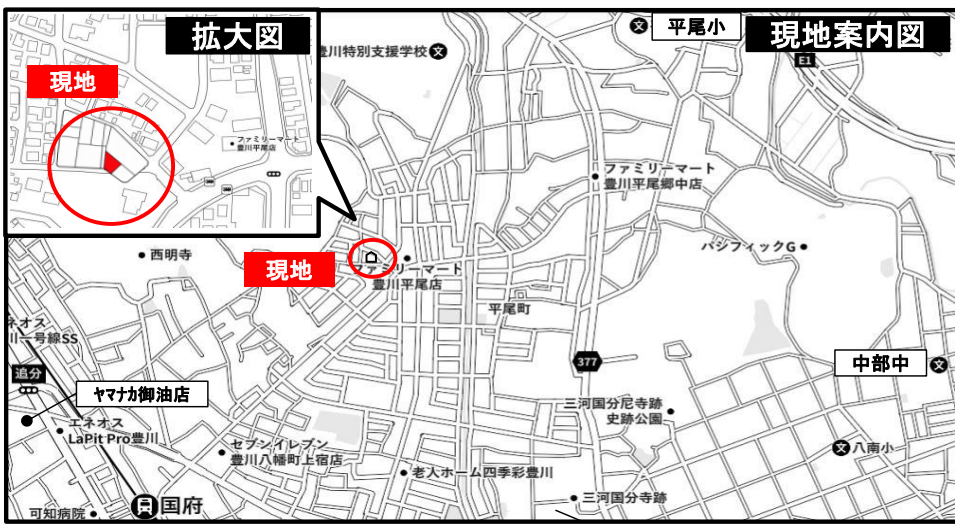 拡大図
現地
ファミリーマート
豊川平尾店
豊川特別支援学校
文
文
平尾小
現地案内図
E1
ファミリーマート
豊川平尾郷中店
パシフィックG
西明寺
現地
ファミリーマート
豊川平尾店
平尾町
377
ネオス
川一号線SS
追分
ヤマナカ御油店
エネオス
LaPit Pro豊川
中部中
文
三河国分尼寺跡
史跡公園
セブンイレブン
豊川八幡町上宿店
文
八南小
老人ホーム四季彩豊川
三河国分寺跡
国府
可知病院